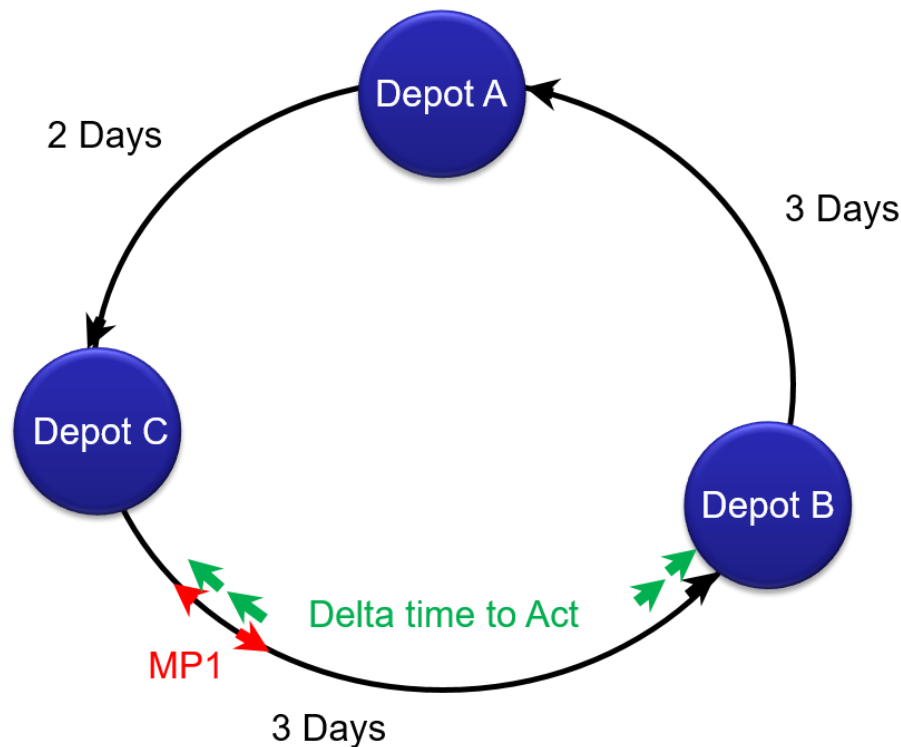 Depot A
2 Days
3 Days
Depot C
Depot B
Delta time to Act
MP1
3 Days